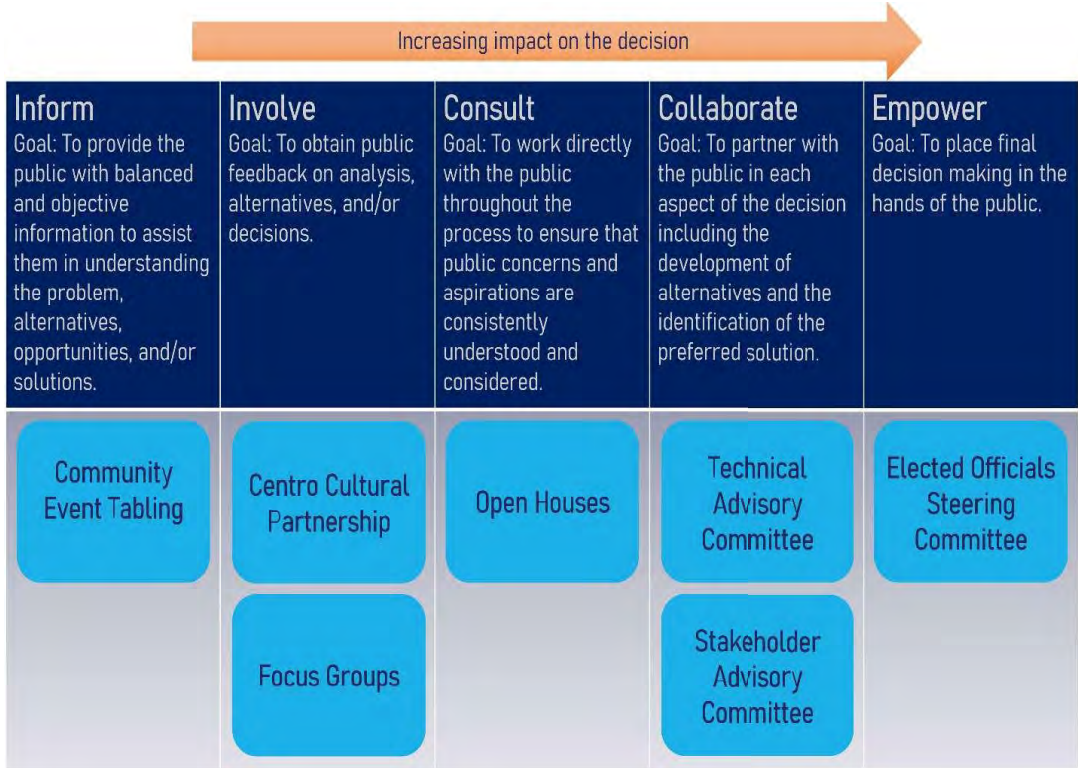 Increasing impact on the decision
Inform
Goal: To provide the
public with balanced
and objective
information to assist
them in understanding
the problem,
alternatives,
opportunities, and/or
solutions.
Involve
Goal: To obtain public
feedback on analysis,
alternatives, and/or
decisions.
Consult
Goal: To work directly
with the public
throughout the
process to ensure that
public concerns and
aspirations are
consistently
understood and
considered.
Collaborate
Goal: To partner with
the public in each
aspect of the decision
including the
development of
alternatives and the
identification of the
preferred solution.
Empower
Goal: To place final
decision making in the
hands of the public.
Community
Event Tabling
Centro Cultural
Partnership
Focus Groups
Open Houses
Technical
Advisory
Committee
Stakeholder
Advisory
Committee
Elected Officials
Steering
Committee